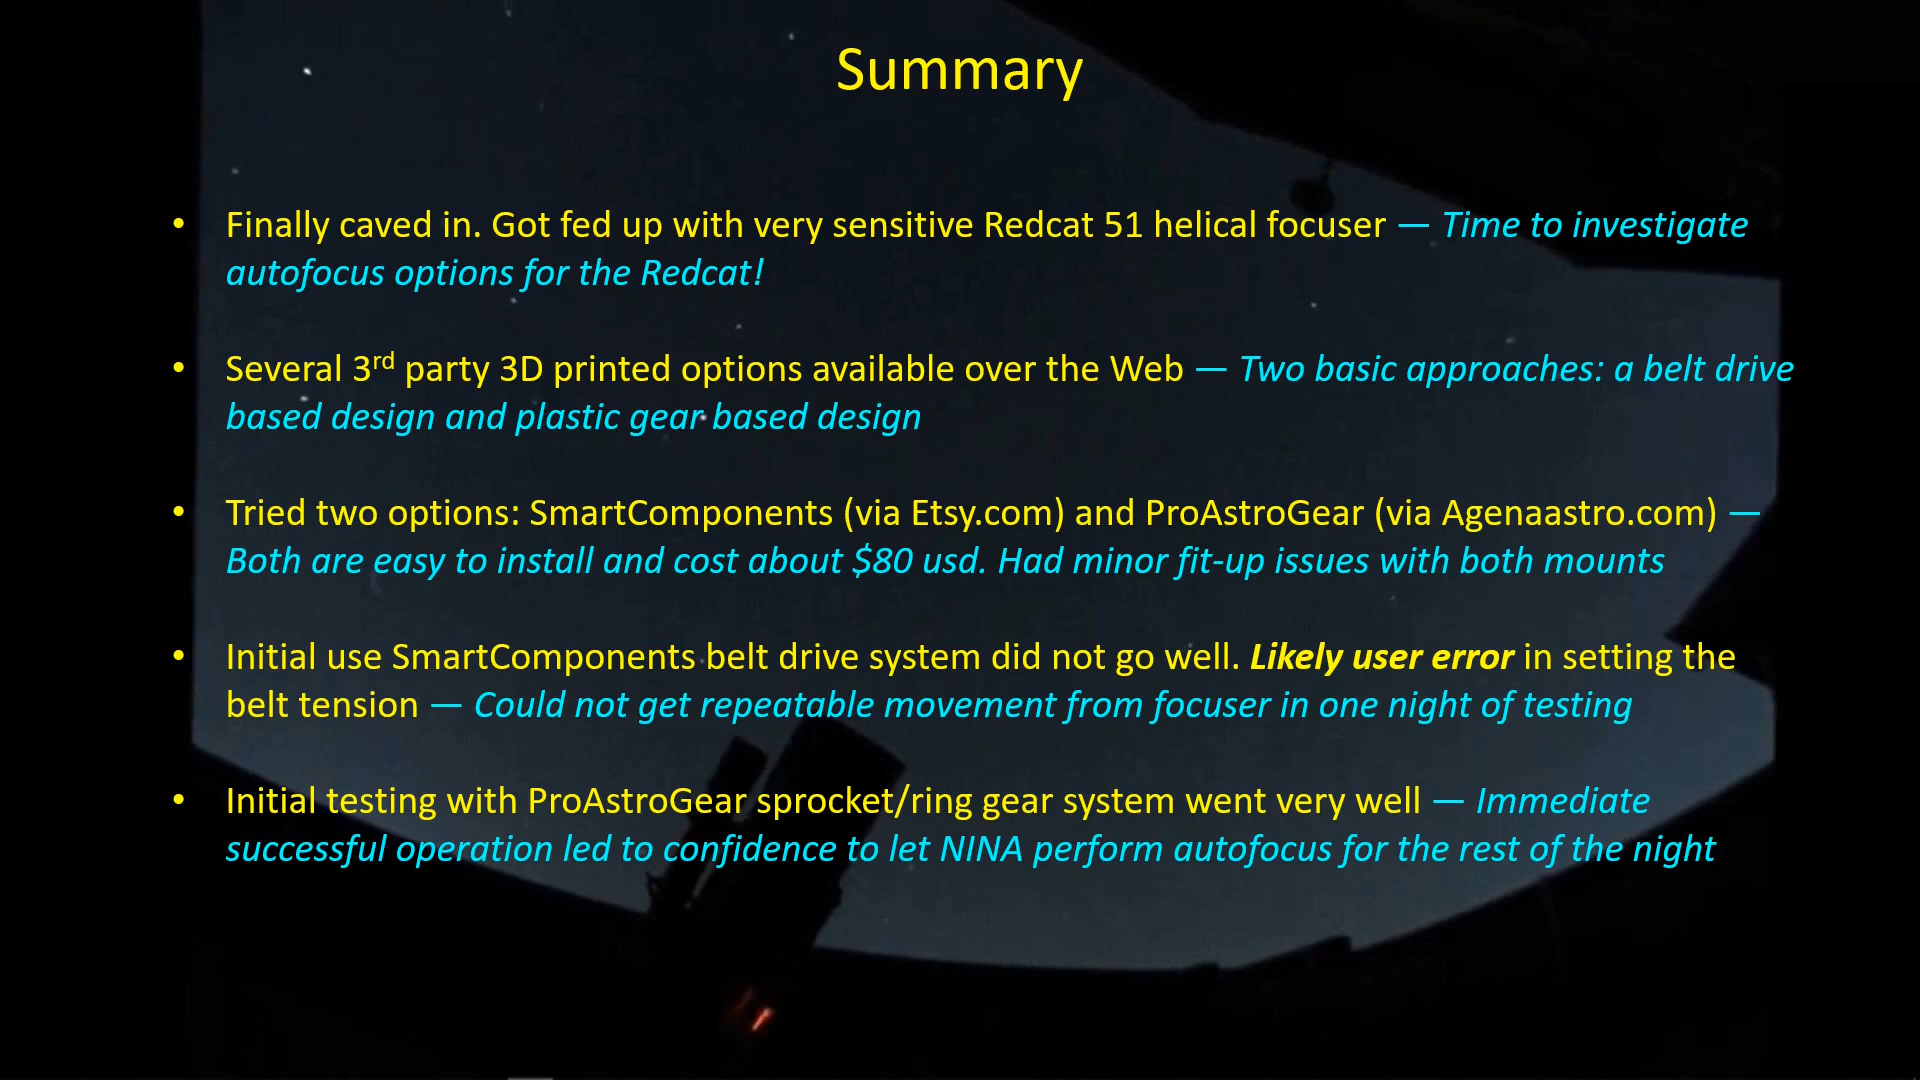 Summary
• Finally caved in. Got fed up with very sensitive Redcat 51 helical focuser — Time to investigate
autofocus options for the Redcat!
• Several 3rd party 3D printed options available over the Web — Two basic approaches: a belt drive
based design and plastic gear based design
• Tried two options: SmartComponents (via Etsy.com) and ProAstroGear (via Agenaastro.com) —
Both are easy to install and cost about $80 usd. Had minor fit-up issues with both mounts
• Initial use SmartComponents belt drive system did not go well. Likely user error in setting the
belt tension — Could not get repeatable movement from focuser in one night of testing
• Initial testing with ProAstroGear sprocket/ring gear system went very well — Immediate
successful operation led to confidence to let NINA perform autofocus for the rest of the night